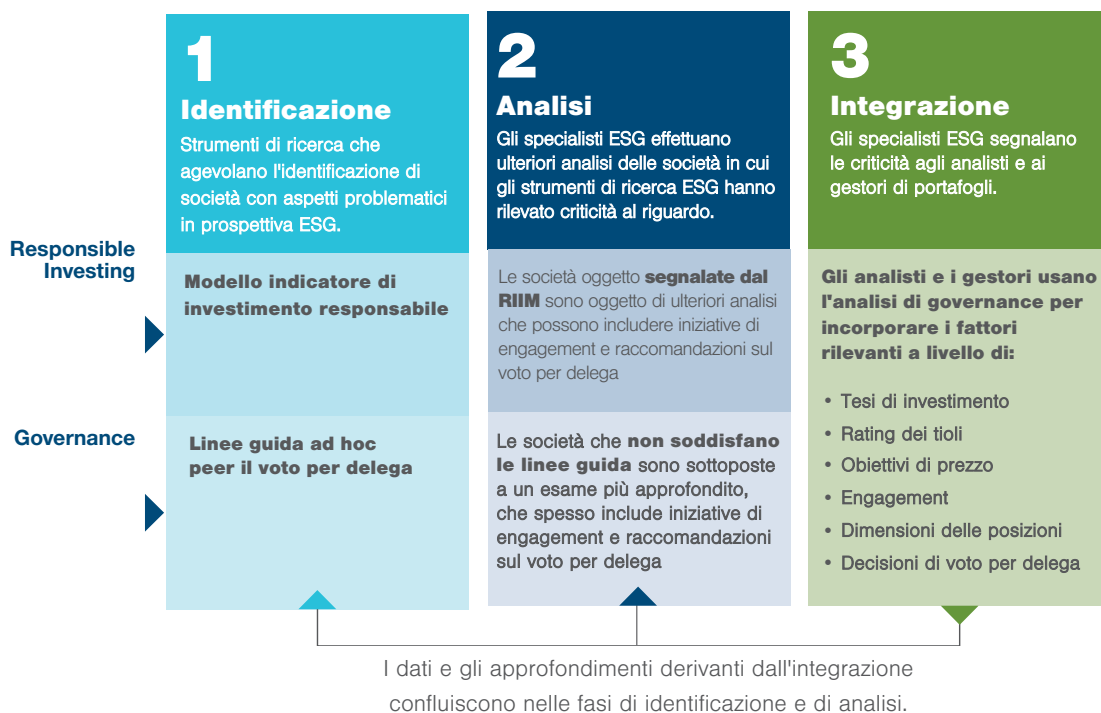 1
Identificazione
Strumenti di ricerca che
agevolano l'identificazione di
società con aspetti problematici
in prospettiva ESG.
2
Analisi
Gli specialisti ESG effettuano
ulteriori analisi delle società in cui
gli strumenti di ricerca ESG hanno
rilevato criticità al riguardo.
3
Integrazione
Gli specialisti ESG segnalano
le criticità agli analisti e ai
gestori di portafogli.
Responsible
Investing
Modello indicatore di
investimento responsabile
Le società oggetto segnalate dal
RIIM sono oggetto di ulteriori analisi
che possono includere iniziative di
engagement e raccomandazioni sul
voto per delega
Gli analisti e i gestori usano
l'analisi di governance per
incorporare i fattori
rilevanti a livello di:
• Tesi di investimento
• Rating dei tioli
• Obiettivi di prezzo
• Engagement
• Dimensioni delle posizioni
• Decisioni di voto per delega
Governance
Linee guida ad hoc
peer il voto per delega
Le società che non soddisfano
le linee guida sono sottoposte
a un esame più approfondito,
che spesso include iniziative di
engagement e raccomandazioni
sul voto per delega
I dati e gli approfondimenti derivanti dall'integrazione
confluiscono nelle fasi di identificazione e di analisi.